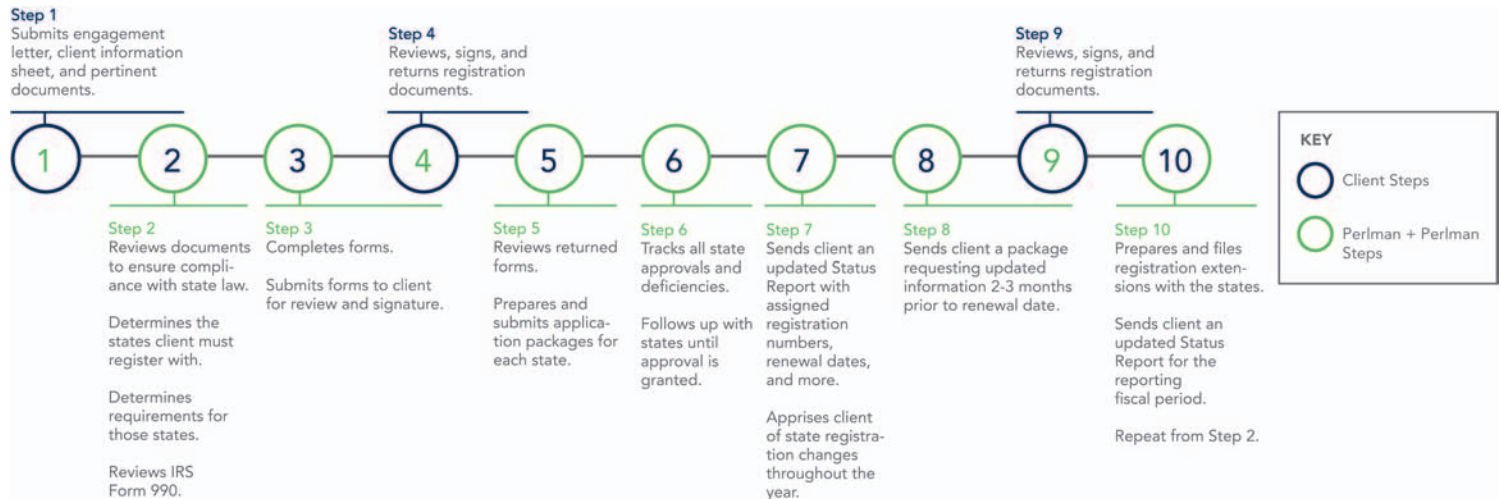 Step 1
Submits engagement
letter, client information
sheet, and pertinent
documents.
Step 4
Reviews, signs, and
returns registration
documents.
Step 9
Reviews, signs, and
returns registration
documents.
1
2
3
4
5
6
7
8
9
10
KEY
Client Steps
Perlman + Perlman
Steps
Step 2
Reviews documents
to ensure compli-
ance with state law.
Determines the
states client must
register with.
Determines
requirements for
those states.
Reviews IRS
Form 990.
Step 3
Completes forms.
Submits forms to client
for review and signature.
Step 5
Reviews returned
forms.
Prepares and
submits applica-
tion packages for
each state.
Step 6
Tracks all state
approvals and
deficiencies.
Follows up with
states until
approval is
granted.
Step 7
Sends client an
updated Status
Report with
assigned
registration
numbers,
renewal dates,
and more.
Apprises client
of state registra-
tion changes
throughout the
year.
Step 8
Sends client a package
requesting updated
information 2-3 months
prior to renewal date.
Step 10
Prepares and files
registration exten-
sions with the states.
Sends client an
updated Status
Report for the
reporting
fiscal period.
Repeat from Step 2.